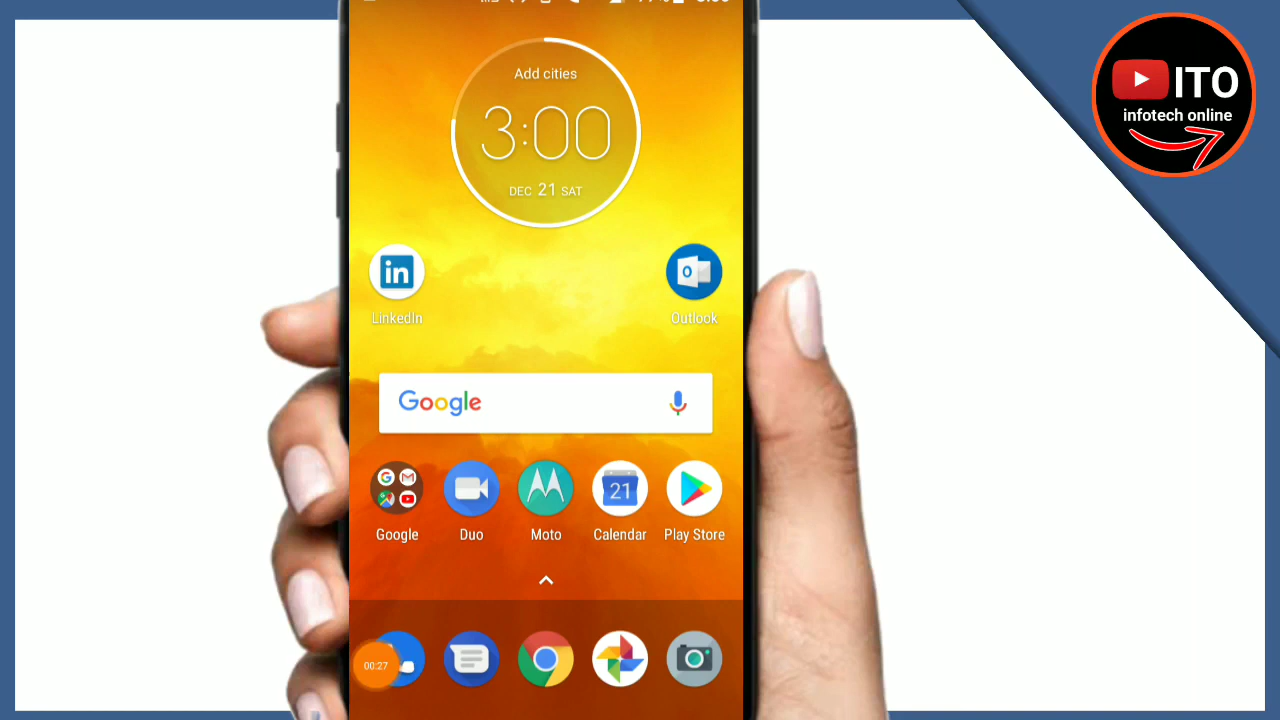 Add cities
3:00
DEC 21 SAT
LinkedIn
Outlook
Google
21
Google
Duo
Moto
Calendar
Play Store
00:27
ITO
infotech online